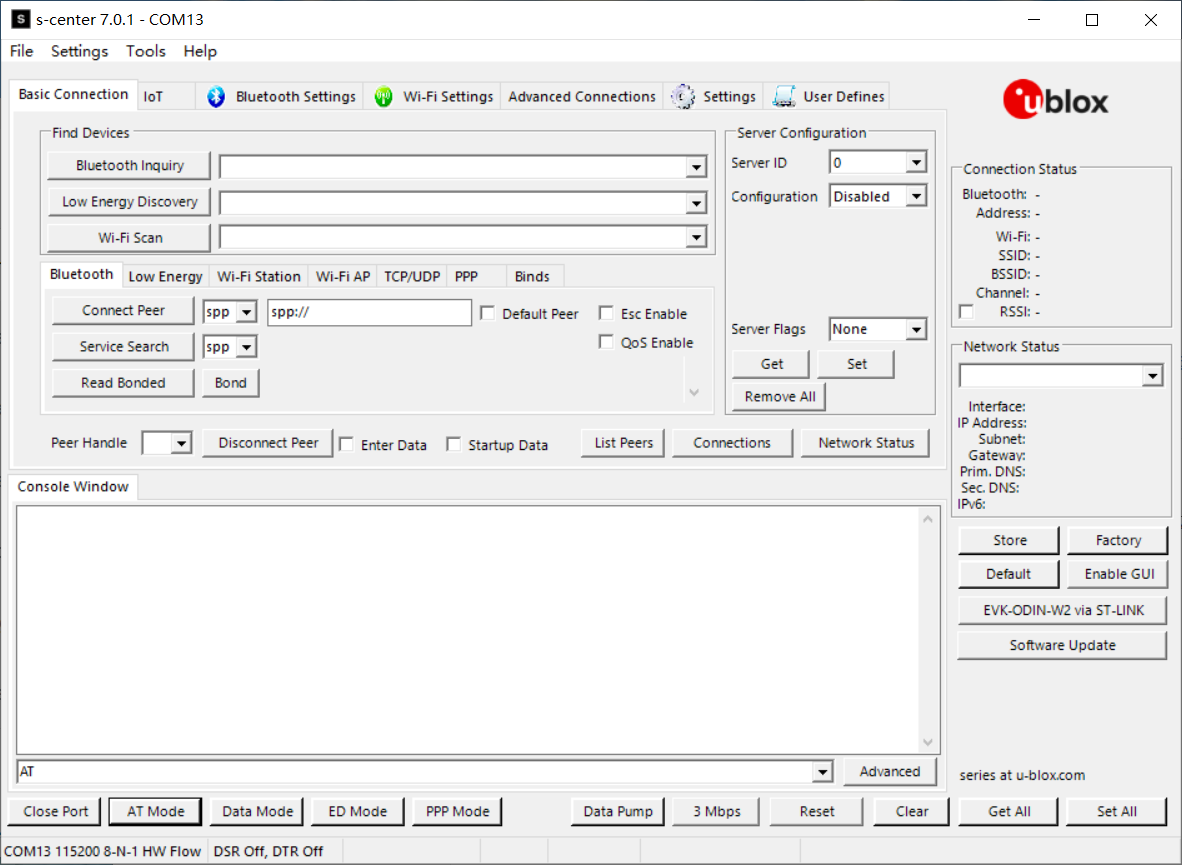 S s-center 7.0.1 - COM13
File Settings Tools Help
Basic Connection IoT Bluetooth Settings Wi-Fi Settings Advanced Connections Settings User Defines
ublox
Find Devices
Bluetooth Inquiry
Low Energy Discovery
Wi-Fi Scan
Server Configuration
Server ID 0
Configuration Disabled
Server Flags None
Get Set
Remove All
Bluetooth Low Energy Wi-Fi Station Wi-Fi AP TCP/UDP PPP Binds
Connect Peer spp spp:// Default Peer Esc Enable
Service Search spp QoS Enable
Read Bonded Bond
Peer Handle Disconnect Peer Enter Data Startup Data List Peers Connections Network Status
Connection Status
Bluetooth: -
Address: -
Wi-Fi: -
SSID: -
BSSID: -
Channel: -
RSSI: -
Network Status
Interface:
IP Address:
Subnet:
Gateway:
Prim. DNS:
Sec. DNS:
IPv6:
Store Factory
Default Enable GUI
EVK-ODIN-W2 via ST-LINK
Software Update
Console Window
AT Advanced
series at u-blox.com
Close Port AT Mode Data Mode ED Mode PPP Mode Data Pump 3 Mbps Reset Clear Get All Set All
COM13 115200 8-N-1 HW Flow DSR Off, DTR Off